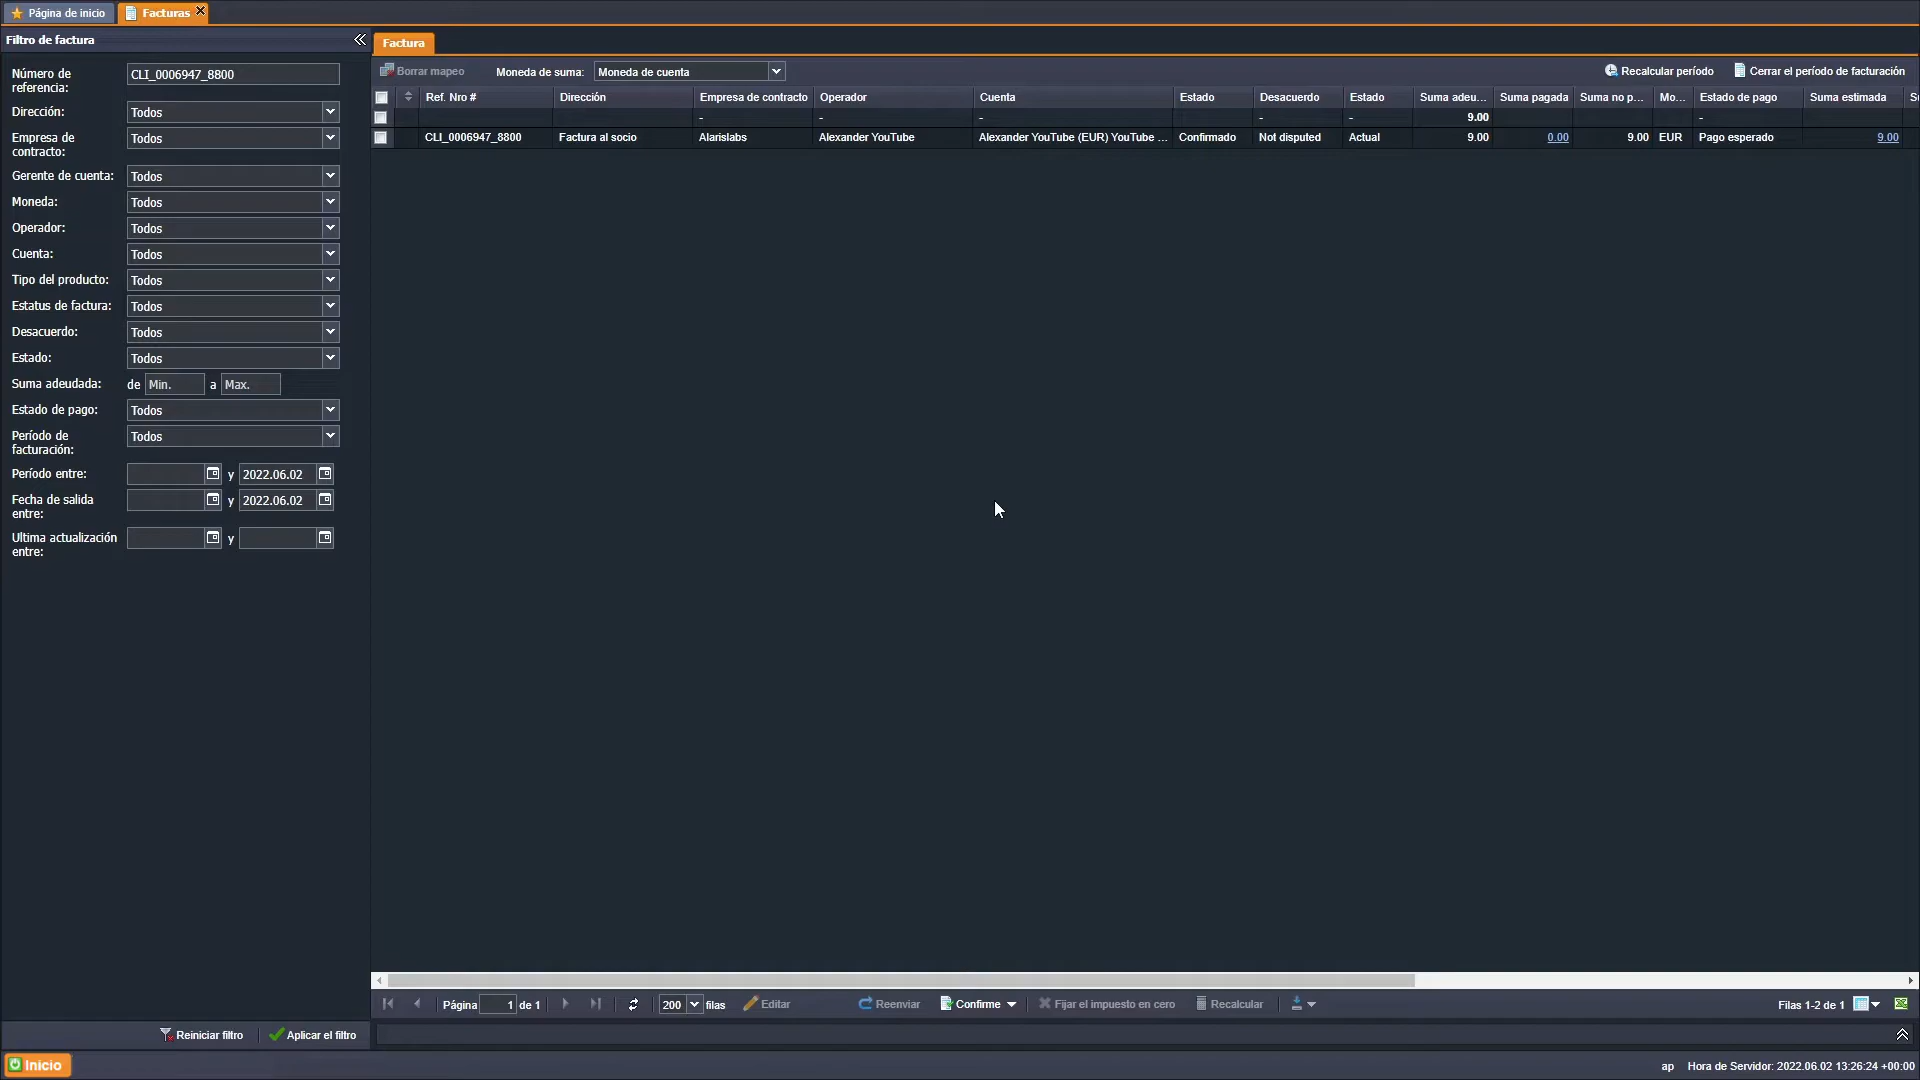 Página de inicio
Facturas
Filtro de factura
Número de
referencia:
CLI_0006947_8800
Dirección:
Todos
Empresa de
contracto:
Todos
Gerente de cuenta:
Todos
Moneda:
Todos
Operador:
Todos
Cuenta:
Todos
Tipo del producto:
Todos
Estatus de factura:
Todos
Desacuerdo:
Todos
Estado:
Todos
Suma adeudada:
de Min. a Max.
Estado de pago:
Todos
Período de
facturación:
Todos
Período entre:
y 2022.06.02
Fecha de salida
entre:
y 2022.06.02
Ultima actualización
entre:
y
Reiniciar filtro
Aplicar el filtro
Factura
Borrar mapeo
Moneda de suma: Moneda de cuenta
Recalcular período
Cerrar el período de facturación
Ref. Nro # Dirección Empresa de contracto Operador Cuenta Estado Desacuerdo Estado Suma adeu... Suma pagada Suma no p... Mo... Estado de pago Suma estimada S
- - - - - 9.00 -
CLI_0006947_8800 Factura al socio Alarislabs Alexander YouTube Alexander YouTube (EUR) YouTube ... Confirmado Not disputed Actual 9.00 0.00 9.00 EUR Pago esperado 9.00
Página 1 de 1 200 filas Editar Reenviar Confirme Fijar el impuesto en cero Recalcular Filas 1-2 de 1
Inicio
ap Hora de Servidor: 2022.06.02 13:26:24 +00:00